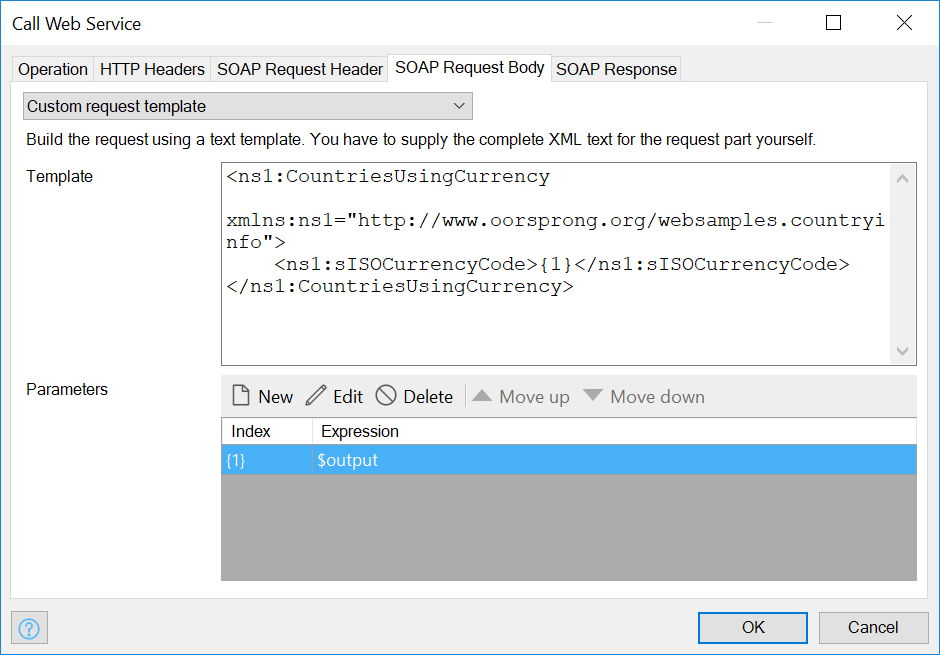 Call Web Service
Operation HTTP Headers SOAP Request Header SOAP Request Body SOAP Response
Custom request template
Build the request using a text template. You have to supply the complete XML text for the request part yourself.
Template
<ns1:CountriesUsingCurrency
xmlns:ns1="http://www.oorsprong.org/websamples.countryi
nfo">
    <ns1:sISOCurrencyCode>{1}</ns1:sISOCurrencyCode>
</ns1:CountriesUsingCurrency>
Parameters
New Edit Delete Move up Move down
Index Expression
{1} $output
? OK Cancel